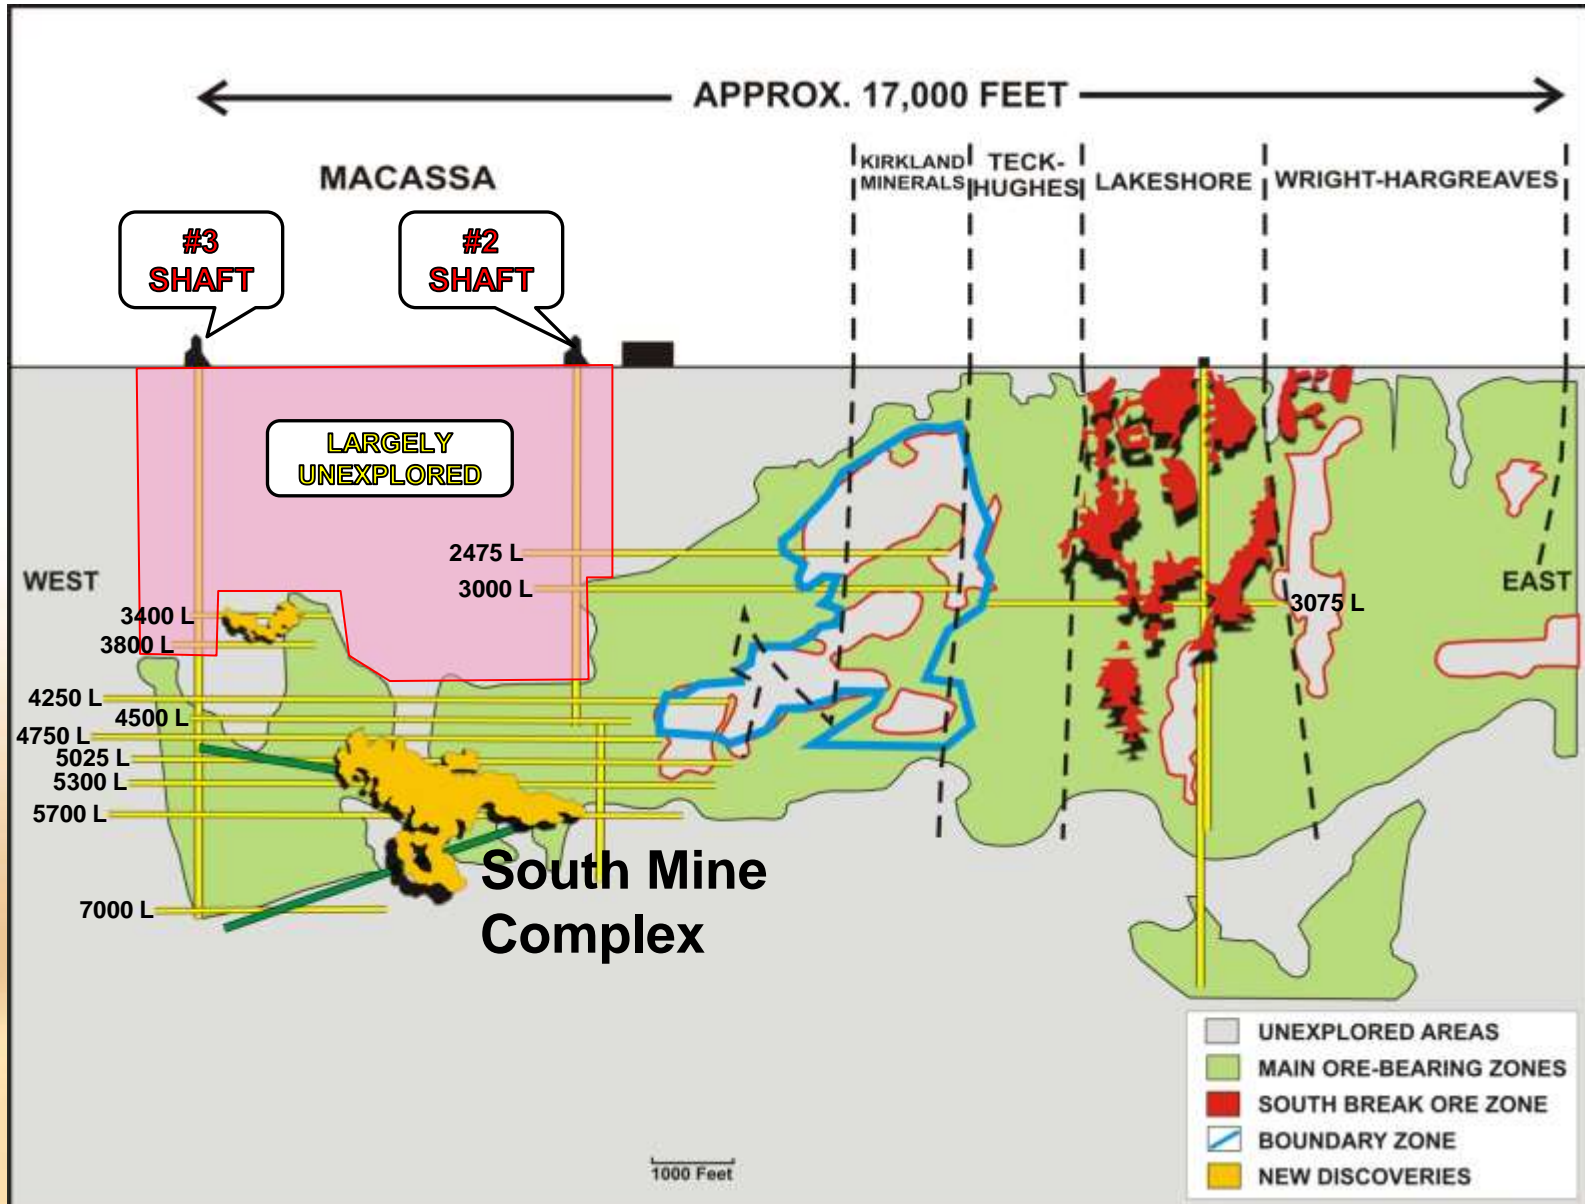 APPROX. 17,000 FEET
MACASSA
KIRKLAND
MINERALS
TECK-
HUGHES
LAKESHORE
WRIGHT-HARGREAVES
#3
SHAFT
#2
SHAFT
LARGELY
UNEXPLORED
2475 L
3000 L
WEST
EAST
3075 L
3400 L
3800 L
4250 L
4500 L
4750 L
5025 L
5300 L
5700 L
7000 L
South Mine
Complex
UNEXPLORED AREAS
MAIN ORE-BEARING ZONES
SOUTH BREAK ORE ZONE
BOUNDARY ZONE
NEW DISCOVERIES
1000 Feet